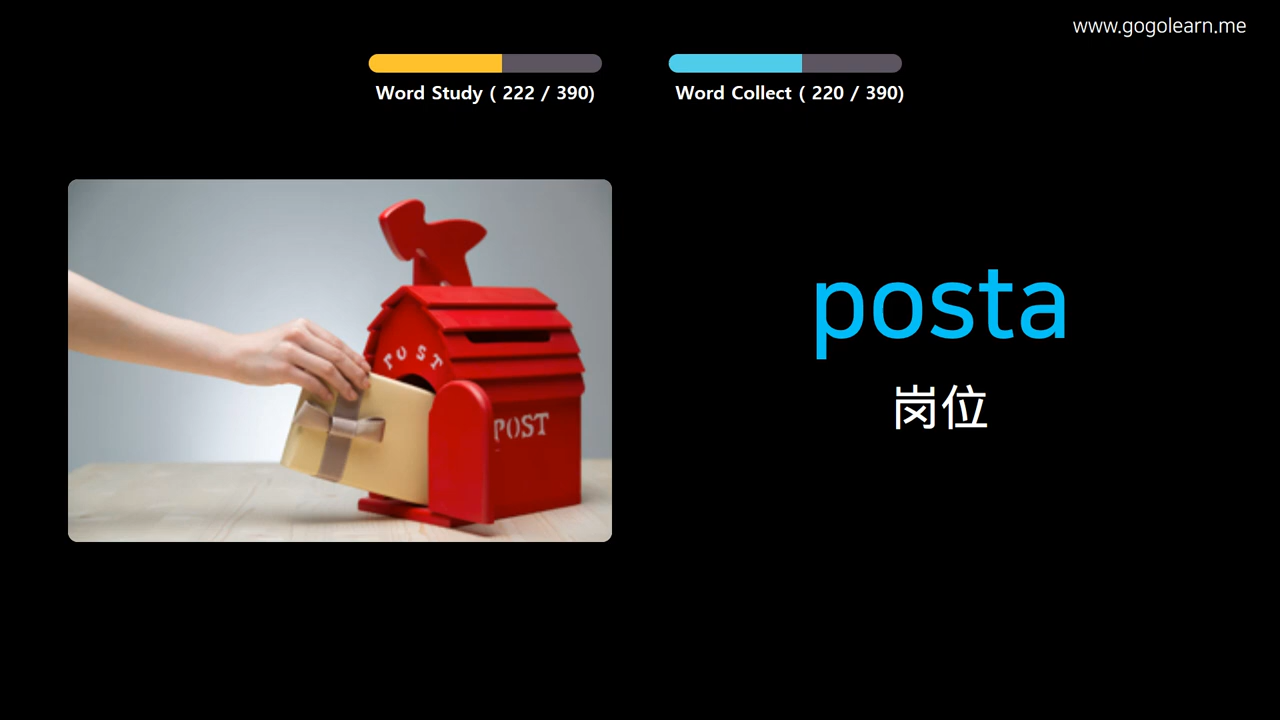 www.gogolearn.me
Word Study ( 222 / 390)
Word Collect ( 220 / 390)
POST
POST
posta
岗位